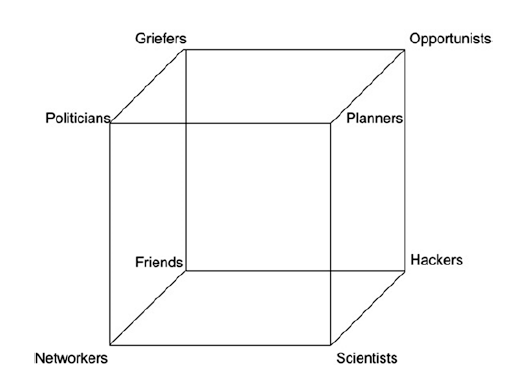 Griefers
Opportunists
Politicians
Planners
Friends
Hackers
Networkers
Scientists